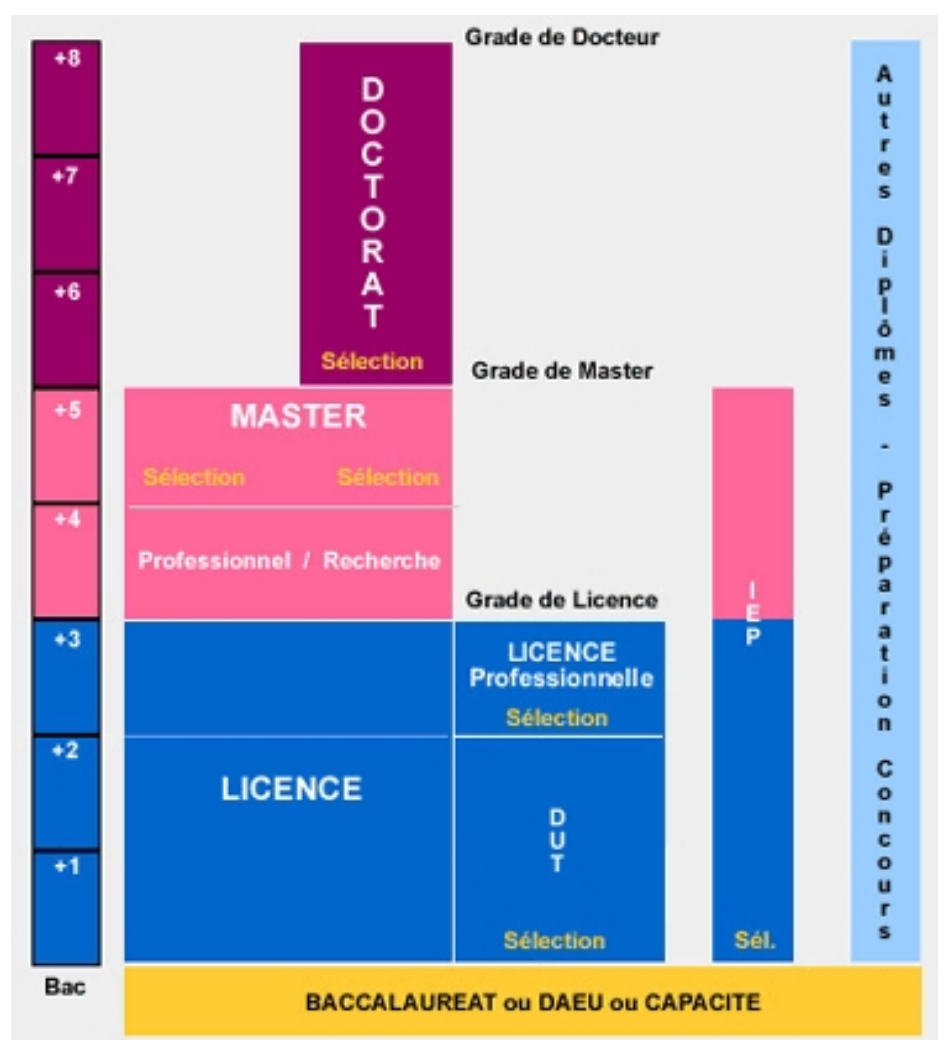 Grade de Docteur
+8
+7
+6
DOCTORAT
Sélection
Grade de Master
+5
MASTER
Sélection Sélection
+4
Professionnel / Recherche
Grade de Licence
+3
LICENCE
Professionnelle
Sélection
+2
LICENCE
+1
DUT
Sélection
IEP
Sél.
Autres Diplômes - Préparation Concours
Bac
BACCALAUREAT ou DAEU ou CAPACITE